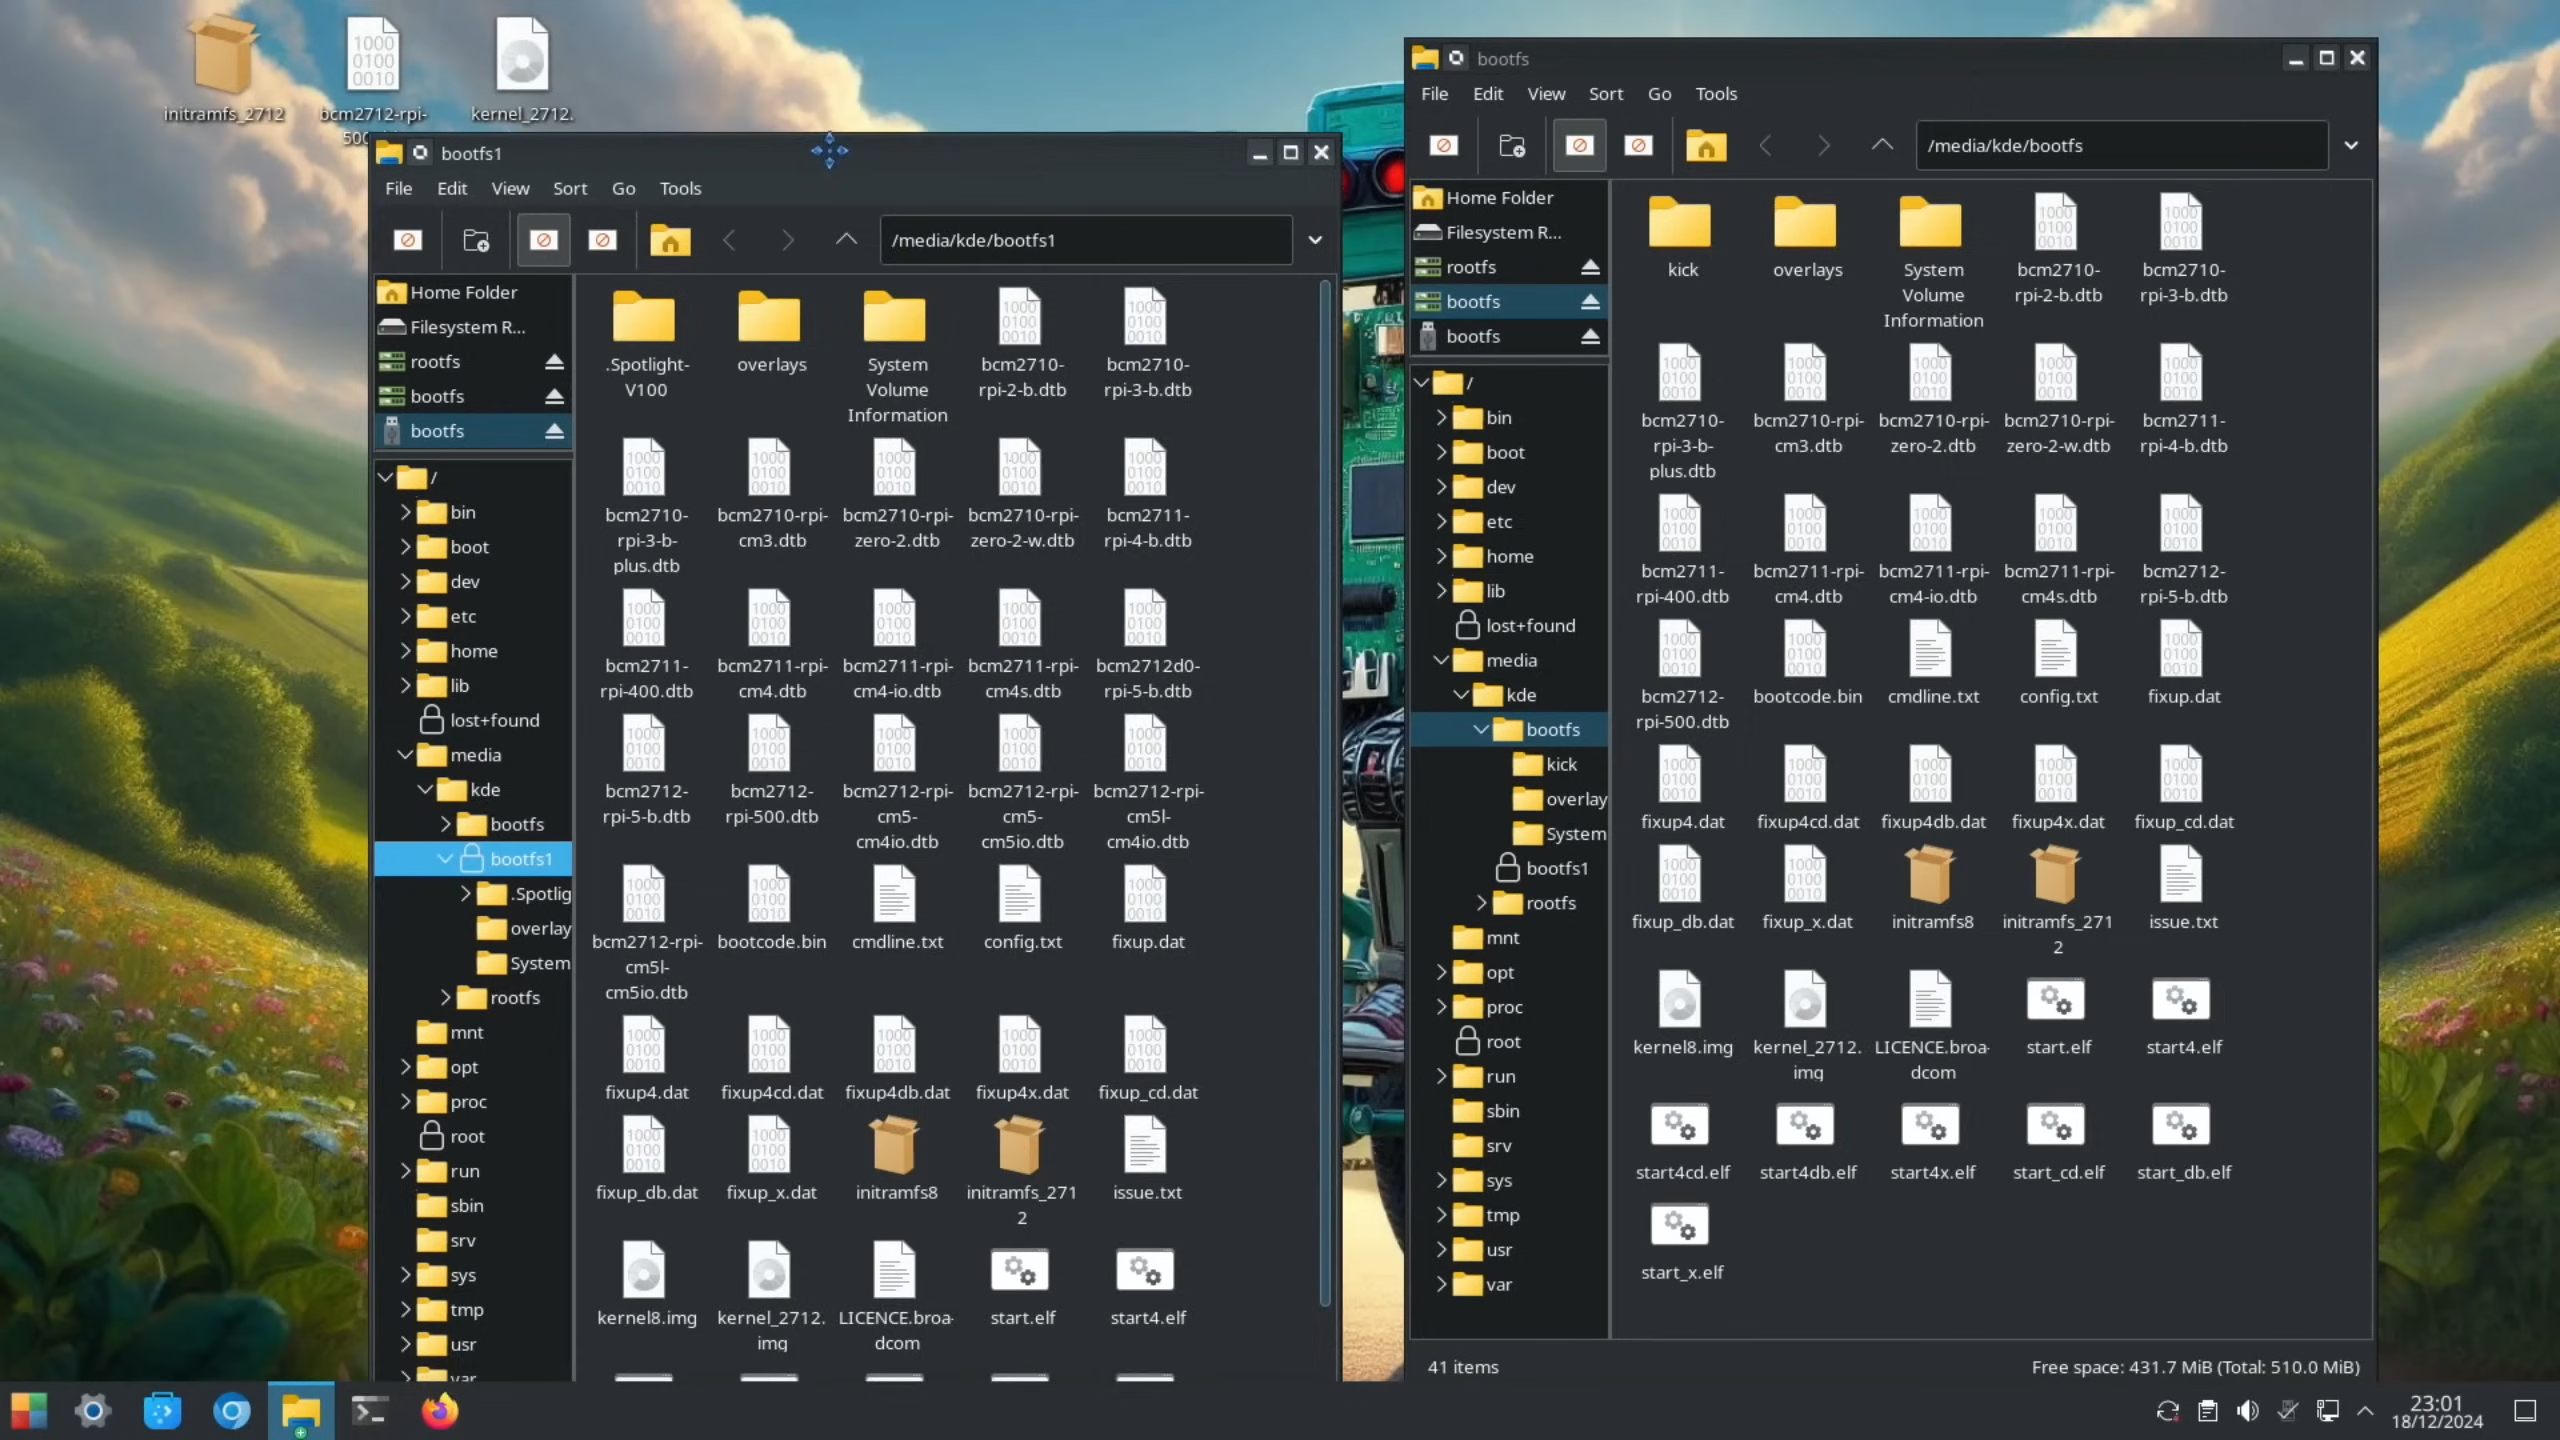 initramfs_2712
bcm2712-rpi-
kernel_2712.
bootfs1
File Edit View Sort Go Tools
/media/kde/bootfs1
Home Folder
Filesystem R...
rootfs
bootfs
bootfs
/
bin
boot
dev
etc
home
lib
lost+found
media
kde
bootfs
bootfs1
.Spotlig
overlay
System
rootfs
mnt
opt
proc
root
run
sbin
srv
sys
tmp
usr
var
.Spotlight-
V100
overlays
System
Volume
Information
bcm2710-
rpi-2-b.dtb
bcm2710-
rpi-3-b.dtb
bcm2710-
rpi-3-b-
plus.dtb
bcm2710-rpi-
cm3.dtb
bcm2710-rpi-
zero-2.dtb
bcm2710-rpi-
zero-2-w.dtb
bcm2711-
rpi-4-b.dtb
bcm2711-
rpi-400.dtb
bcm2711-rpi-
cm4.dtb
bcm2711-rpi-
cm4-io.dtb
bcm2711-rpi-
cm4s.dtb
bcm2712d0-
rpi-5-b.dtb
bcm2712-
rpi-5-b.dtb
bcm2712-
rpi-500.dtb
bcm2712-rpi-
cm5-
cm4io.dtb
bcm2712-rpi-
cm5-
cm5io.dtb
bcm2712-rpi-
cm5l-
cm4io.dtb
bcm2712-rpi-
cm5l-
cm5io.dtb
bootcode.bin
cmdline.txt
config.txt
fixup.dat
fixup4.dat
fixup4cd.dat
fixup4db.dat
fixup4x.dat
fixup_cd.dat
fixup_db.dat
fixup_x.dat
initramfs8
initramfs_271
2
issue.txt
kernel8.img
kernel_2712.
img
LICENCE.broa-
dcom
start.elf
start4.elf
bootfs
File Edit View Sort Go Tools
/media/kde/bootfs
Home Folder
Filesystem R...
rootfs
bootfs
bootfs
/
bin
boot
dev
etc
home
lib
lost+found
media
kde
bootfs
kick
overlay
System
bootfs1
rootfs
mnt
opt
proc
root
run
sbin
srv
sys
tmp
usr
var
kick
overlays
System
Volume
Information
bcm2710-
rpi-2-b.dtb
bcm2710-
rpi-3-b.dtb
bcm2710-
rpi-3-b-
plus.dtb
bcm2710-rpi-
cm3.dtb
bcm2710-rpi-
zero-2.dtb
bcm2710-rpi-
zero-2-w.dtb
bcm2711-
rpi-4-b.dtb
bcm2711-
rpi-400.dtb
bcm2711-rpi-
cm4.dtb
bcm2711-rpi-
cm4-io.dtb
bcm2711-rpi-
cm4s.dtb
bcm2712-
rpi-5-b.dtb
bcm2712-
rpi-500.dtb
bootcode.bin
cmdline.txt
config.txt
fixup.dat
fixup4.dat
fixup4cd.dat
fixup4db.dat
fixup4x.dat
fixup_cd.dat
fixup_db.dat
fixup_x.dat
initramfs8
initramfs_271
2
issue.txt
kernel8.img
kernel_2712.
img
LICENCE.broa-
dcom
start.elf
start4.elf
start4cd.elf
start4db.elf
start4x.elf
start_cd.elf
start_db.elf
start_x.elf
41 items
Free space: 431.7 MiB (Total: 510.0 MiB)
23:01
18/12/2024